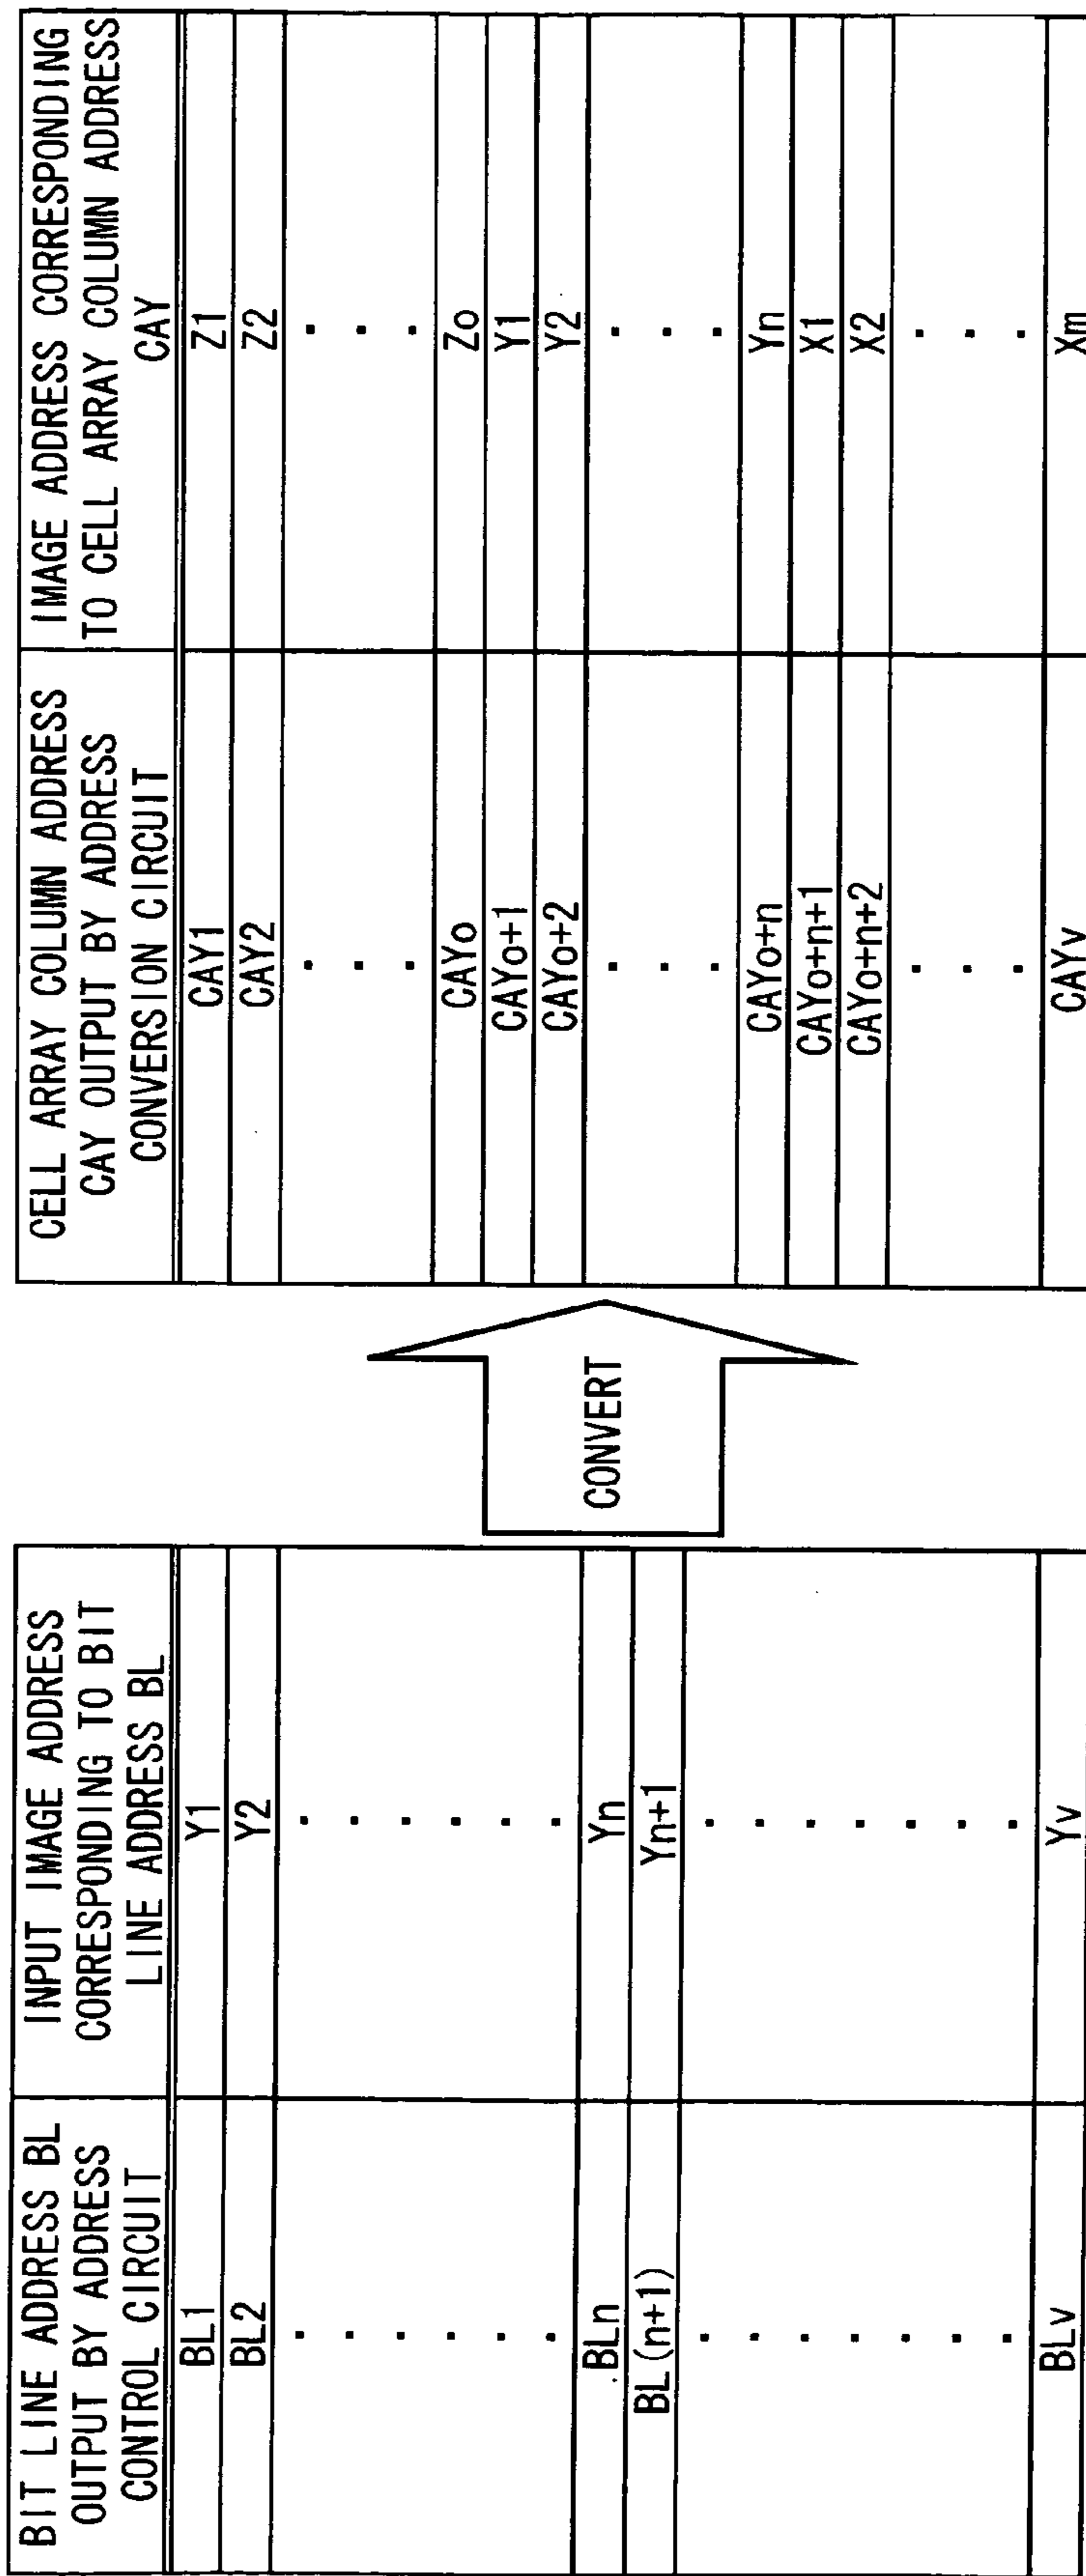 BIT LINE ADDRESS BL
OUTPUT BY ADDRESS
CONTROL CIRCUIT
INPUT IMAGE ADDRESS
CORRESPONDING TO BIT
LINE ADDRESS BL
BL1 Y1
BL2 Y2
BLn Yn
BL(n+1) Yn+1
BLv Yv
CONVERT
CELL ARRAY COLUMN ADDRESS
CAY OUTPUT BY ADDRESS
CONVERSION CIRCUIT
IMAGE ADDRESS CORRESPONDING
TO CELL ARRAY COLUMN ADDRESS
CAY
CAY1 Z1
CAY2 Z2
CAYo Zo
CAYo+1 Y1
CAYo+2 Y2
CAYo+n Yn
CAYo+n+1 X1
CAYo+n+2 X2
CAYv Xm